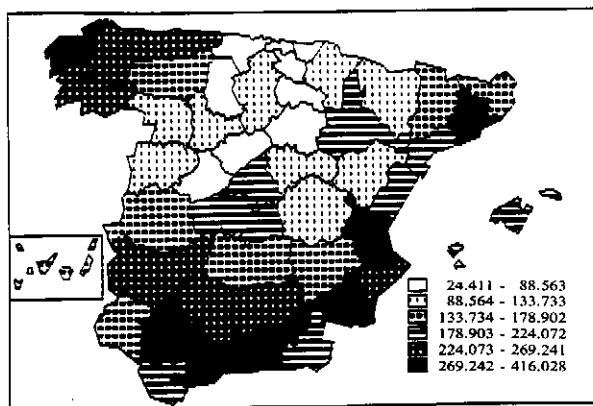 24.411 - 88.563
88.564 - 133.733
133.734 - 178.902
178.903 - 224.072
224.073 - 269.241
269.242 - 416.028